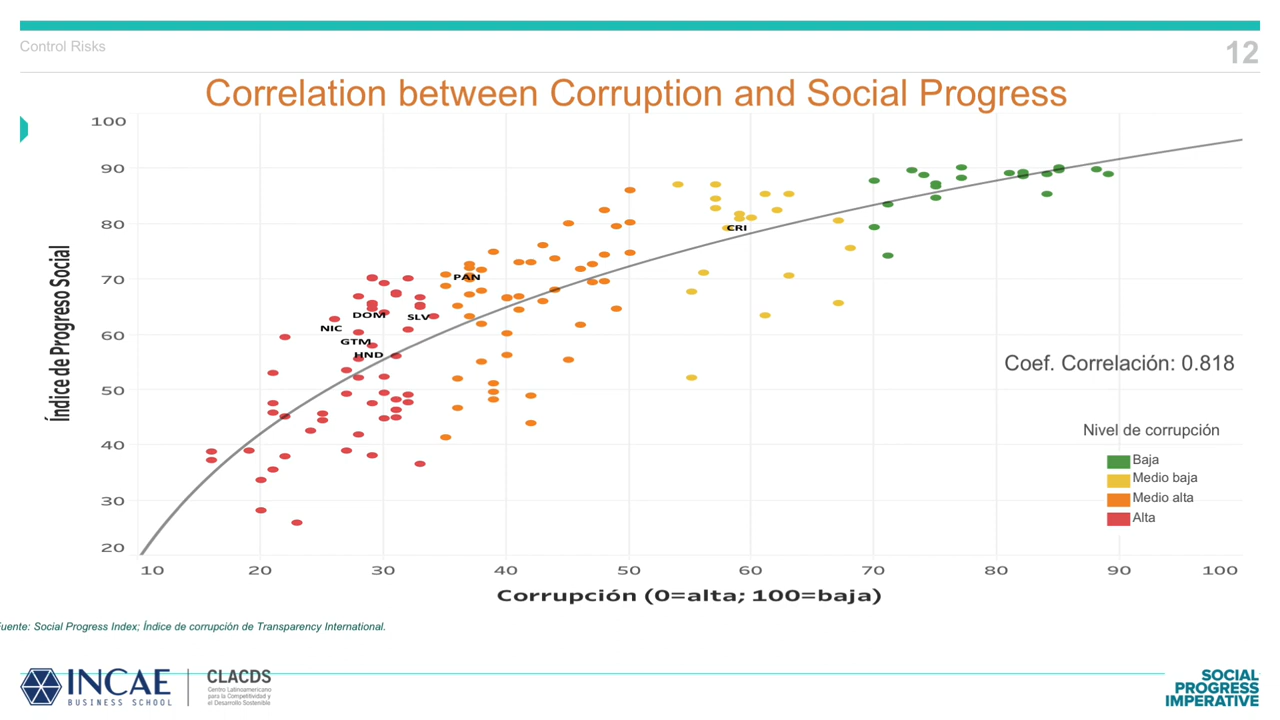 Control Risks
12
Correlation between Corruption and Social Progress
Índice de Progreso Social
100
90
80
70
60
50
40
30
20
CRI
PAN
DOM
SLV
NIC
GTM
HND
Coef. Correlación: 0.818
Nivel de corrupción
Baja
Medio baja
Medio alta
Alta
10 20 30 40 50 60 70 80 90 100
Corrupción (0=alta; 100=baja)
uente: Social Progress Index; Índice de corrupción de Transparency International.
INCAE
BUSINESS SCHOOL
CLACDS
Centro Latinoamericano
para la Competitividad y
el Desarrollo Sostenible
SOCIAL
PROGRESS
IMPERATIVE